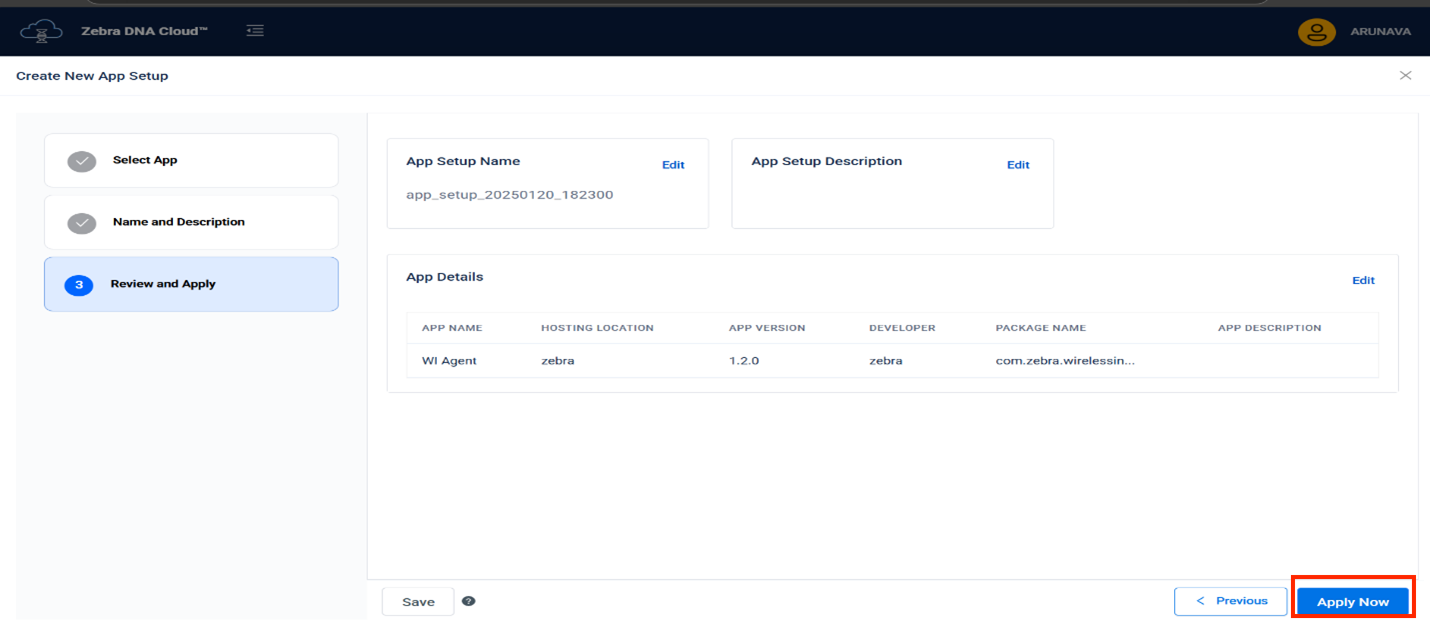 Zebra DNA Cloud™
ARUNAVA
Create New App Setup
Select App
Name and Description
3 Review and Apply
App Setup Name Edit
app_setup_20250120_182300
App Setup Description Edit
App Details Edit
APP NAME HOSTING LOCATION APP VERSION DEVELOPER PACKAGE NAME APP DESCRIPTION
WI Agent zebra 1.2.0 zebra com.zebra.wirelessin...
Save ?
< Previous
Apply Now